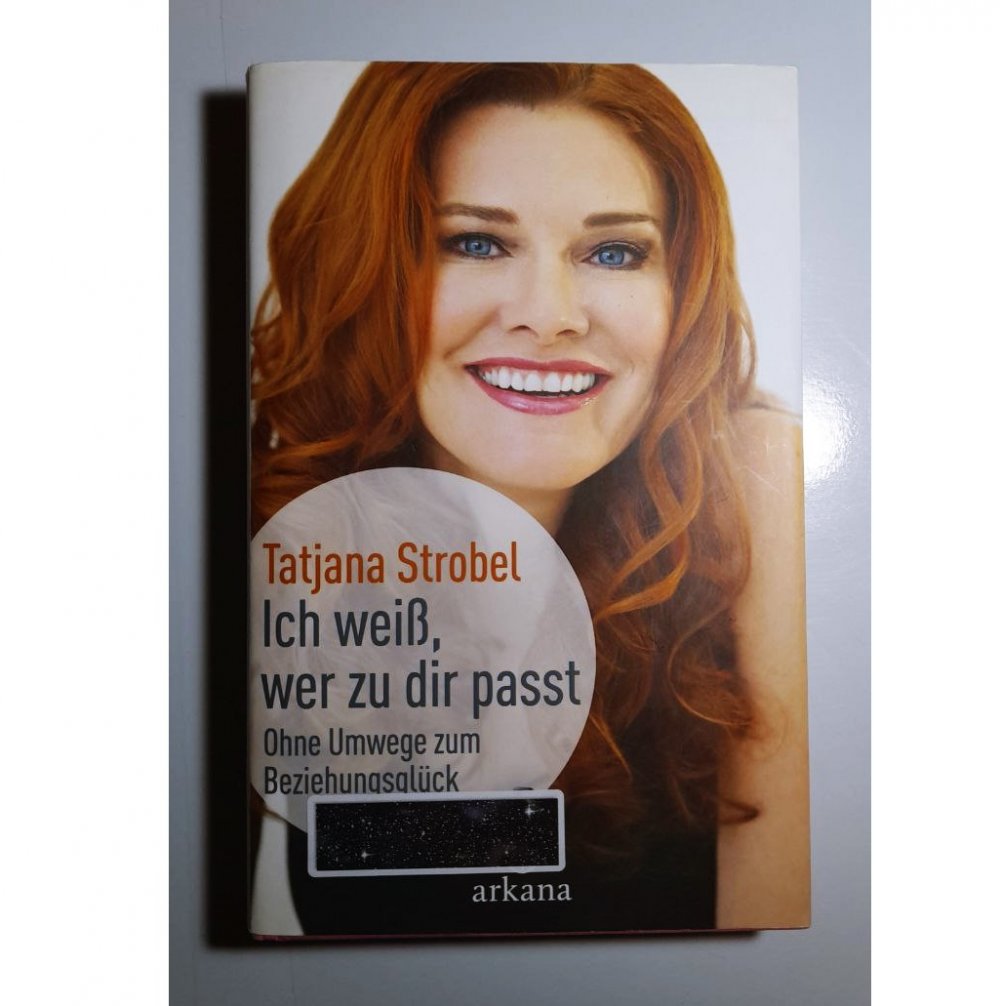 Tatjana Strobel
Ich weiß,
wer zu dir passt
Ohne Umwege zum
Beziehungsglück
arkana